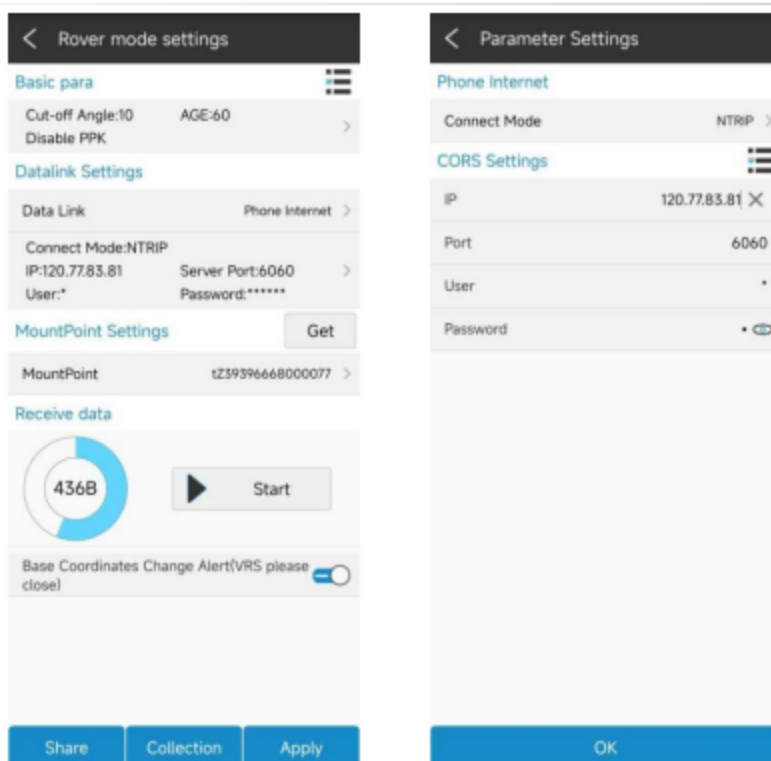 Rover mode settings
Basic para
Cut-off Angle:10 AGE:60
Disable PPK
Datalink Settings
Data Link Phone Internet
Connect Mode:NTRIP
IP:120.77.83.81 Server Port:6060
User:* Password:******
MountPoint Settings Get
MountPoint tZ39396668000077
Receive data
436B Start
Base Coordinates Change Alert(VRS please
close)
Share Collection Apply
Parameter Settings
Phone Internet
Connect Mode NTRIP
CORS Settings
IP 120.77.83.81
Port 6060
User *
Password •
OK